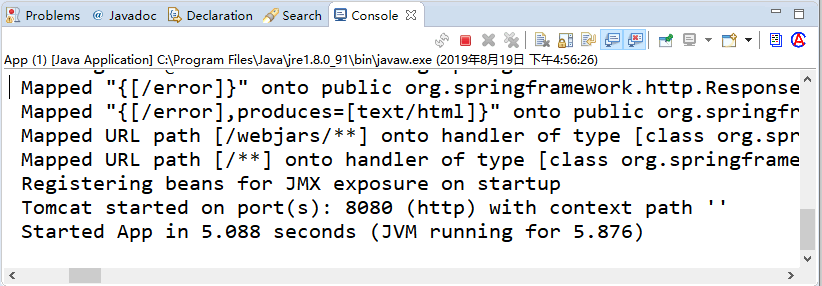 Problems @ Javadoc Declaration Search Console
App (1) [Java Application] C:\Program Files\Java\jre1.8.0_91\bin\javaw.exe (2019年8月19日 下午4:56:26)
Mapped "{[/error]}" onto public org.springframework.http.Response
Mapped "{[/error],produces=[text/html]}" onto public org.springfr
Mapped URL path [/webjars/**] onto handler of type [class org.spr
Mapped URL path [/**] onto handler of type [class org.springframe
Registering beans for JMX exposure on startup
Tomcat started on port(s): 8080 (http) with context path ''
Started App in 5.088 seconds (JVM running for 5.876)